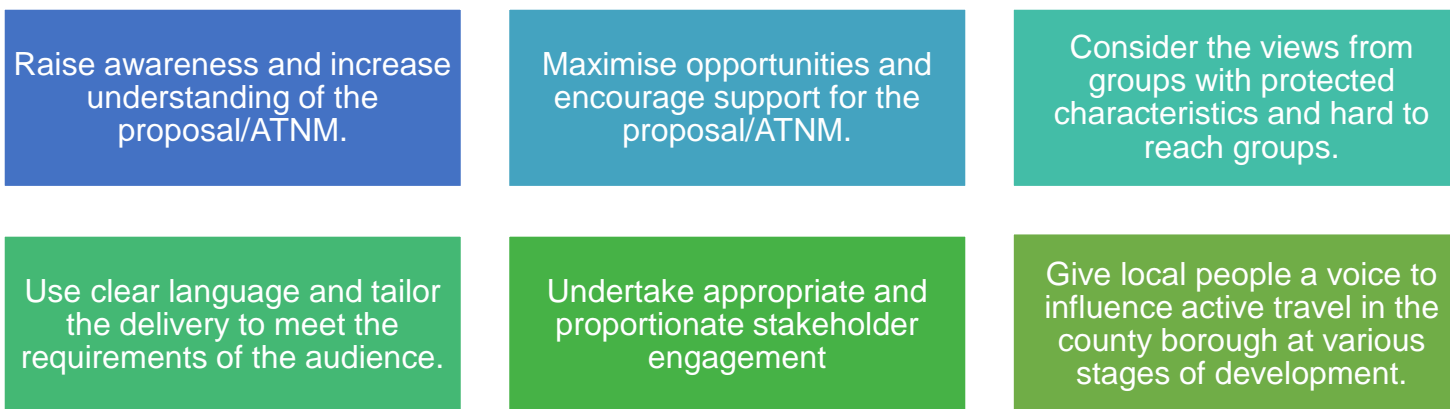 Raise awareness and increase
understanding of the
proposal/ATNM.
Maximise opportunities and
encourage support for the
proposal/ATNM.
Consider the views from
groups with protected
characteristics and hard to
reach groups.
Use clear language and tailor
the delivery to meet the
requirements of the audience.
Undertake appropriate and
proportionate stakeholder
engagement
Give local people a voice to
influence active travel in the
county borough at various
stages of development.